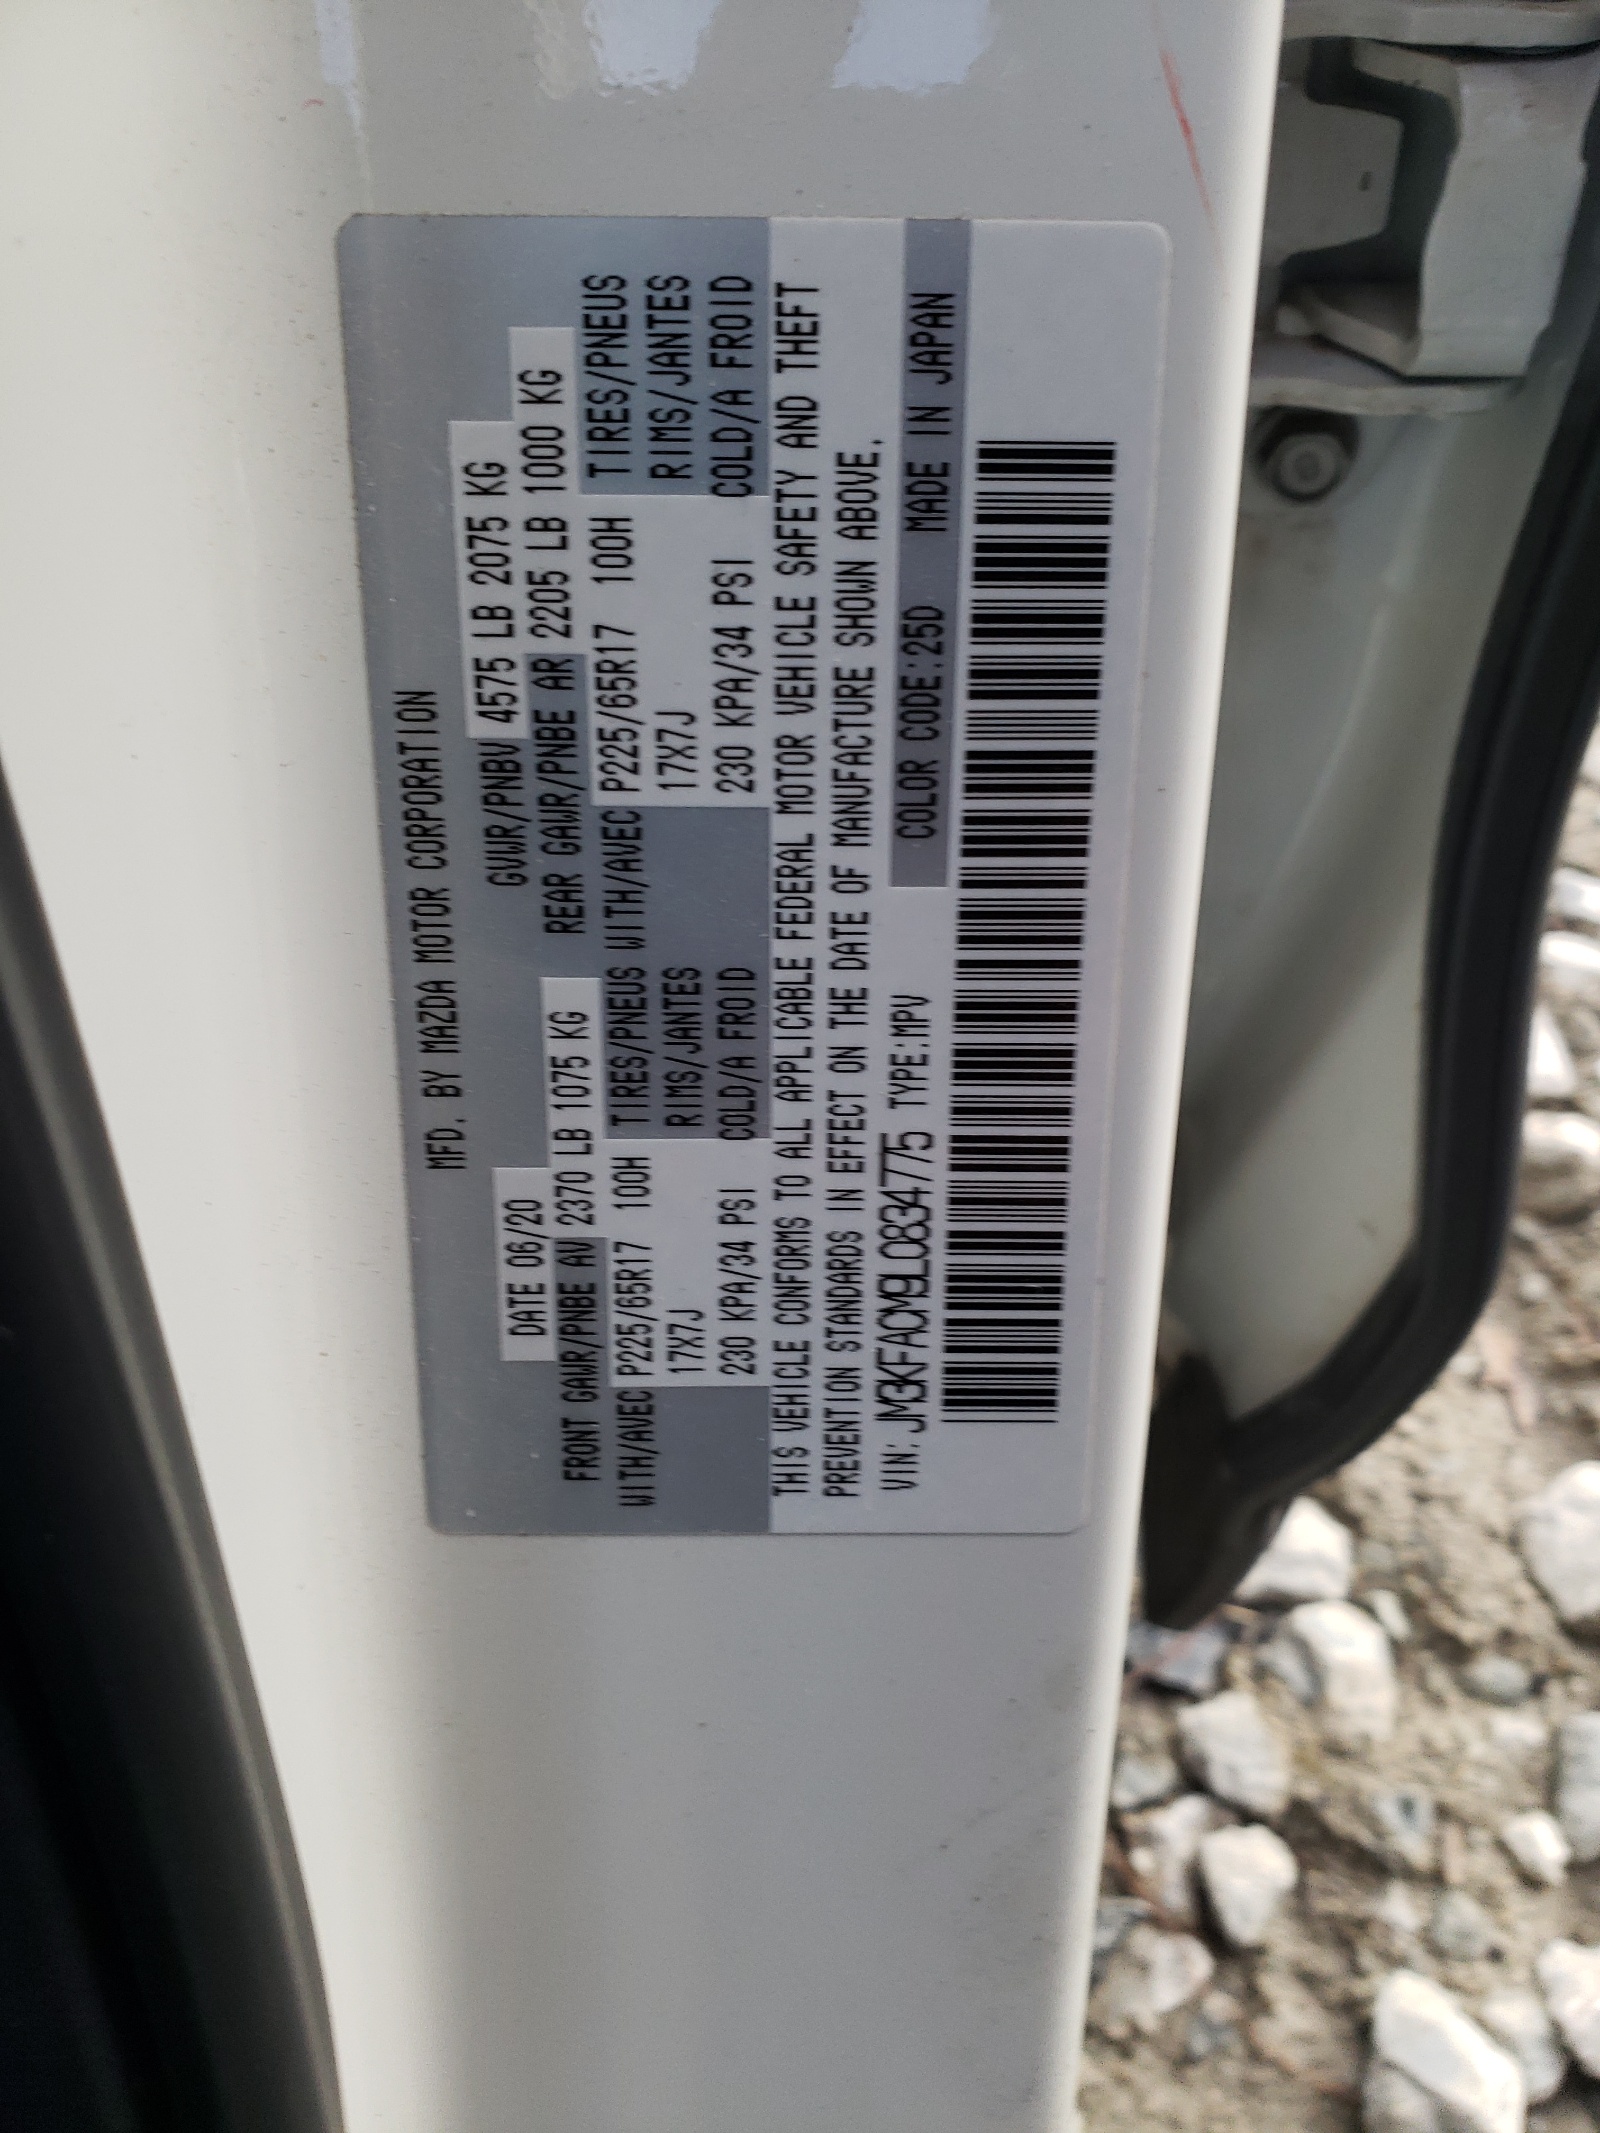 MFD. BY MAZDA MOTOR CORPORATION
DATE 06/20 GVWR/PNBV 4575 LB 2075 KG
FRONT GAWR/PNBE AV 2370 LB 1075 KG REAR GAWR/PNBE AR 2205 LB 1000 KG
WITH/AVEC P225/65R17 100H TIRES/PNEUS WITH/AVEC P225/65R17 100H TIRES/PNEUS
17X7J RIMS/JANTES 17X7J RIMS/JANTES
230 KPA/34 PSI COLD/A FROID 230 KPA/34 PSI COLD/A FROID
THIS VEHICLE CONFORMS TO ALL APPLICABLE FEDERAL MOTOR VEHICLE SAFETY AND THEFT
PREVENTION STANDARDS IN EFFECT ON THE DATE OF MANUFACTURE SHOWN ABOVE.
VIN: JM3KFACM9L0834775 TYPE:MPV COLOR CODE:25D MADE IN JAPAN